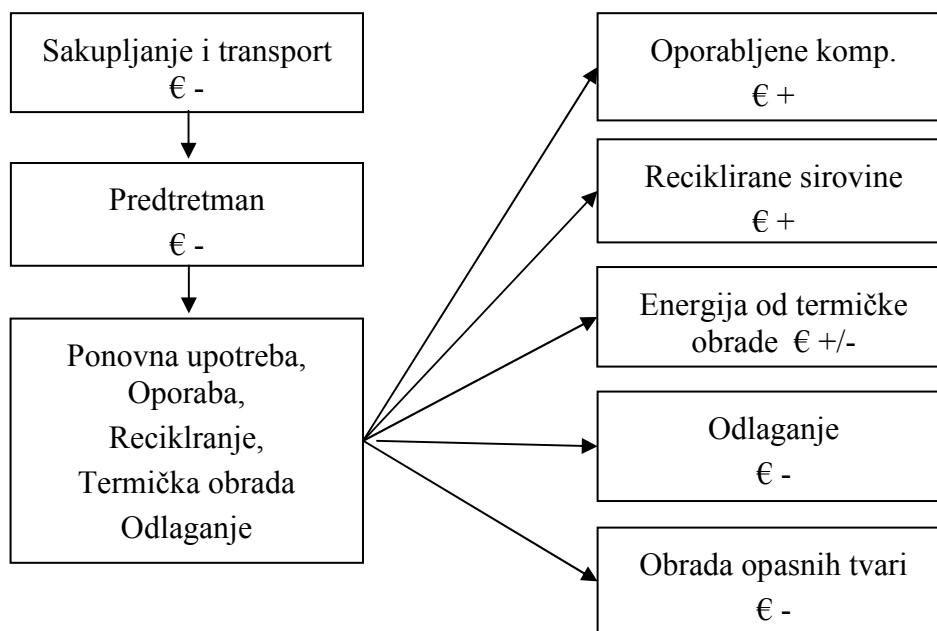 Sakupljanje i transport
€ -
Predtretman
€ -
Ponovna upotreba,
Oporaba,
Reciklranje,
Termička obrada
Odlaganje
Oporabljene komp.
€ +
Reciklirane sirovine
€ +
Energija od termičke
obrade € +/-
Odlaganje
€ -
Obrada opasnih tvari
€ -